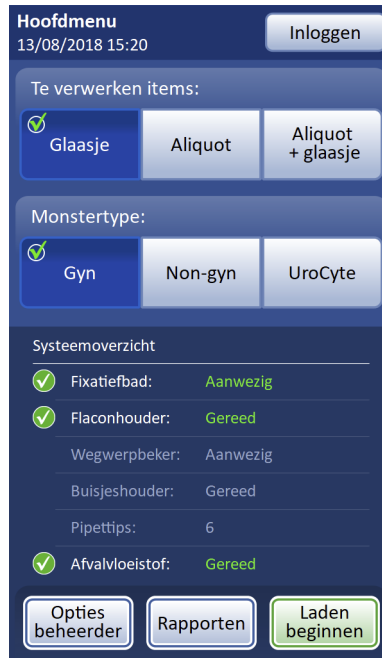 Hoofdmenu
13/08/2018 15:20
Inloggen
Te verwerken items:
Glaasje
Aliquot
Aliquot
+ glaasje
Monstertype:
Gyn
Non-gyn
UroCyte
Systeemoverzicht
Fixatiefbad: Aanwezig
Flaconhouder: Gereed
Wegwerpbeker: Aanwezig
Buisjeshouder: Gereed
Pipettips: 6
Afvalvloeistof: Gereed
Opties
beheerder
Rapporten
Laden
beginnen